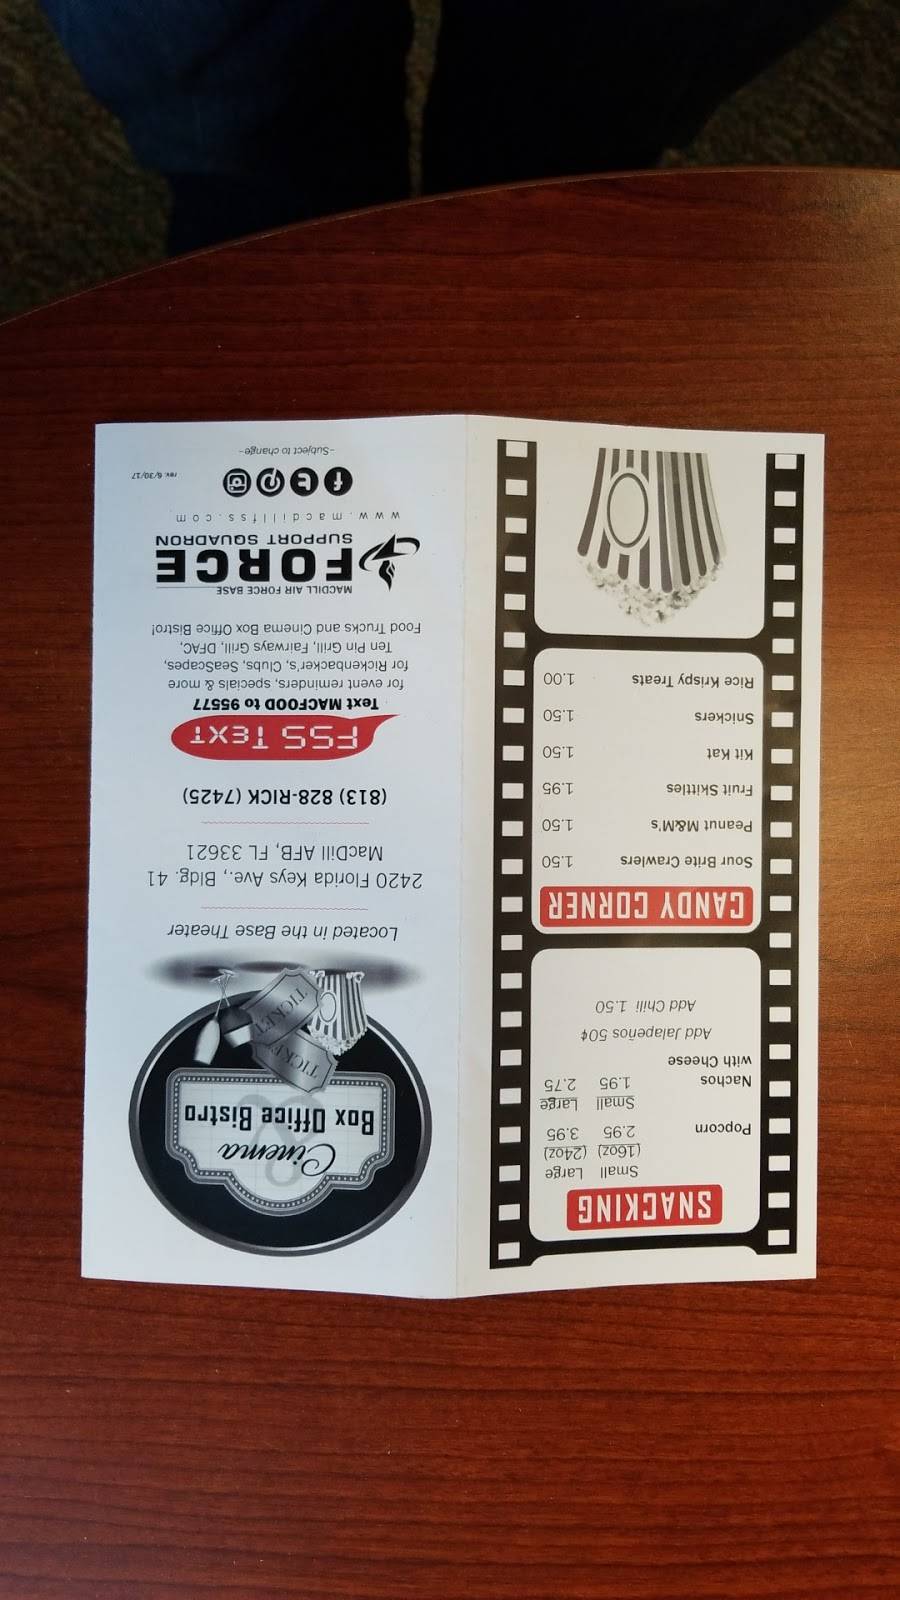 SNACKING
Small Large
(16oz) (24oz)
Popcorn 2.95 3.95
Small Large
Nachos 1.95 2.75
with Cheese
Add Jalapeños 50¢
Add Chili 1.50
CANDY CORNER
Sour Brite Crawlers 1.50
Peanut M&M's 1.50
Fruit Skittles 1.95
Kit Kat 1.50
Snickers 1.50
Rice Krispy Treats 1.00
Cinema
Box Office Bistro
TICKET
TICKET
Located in the Base Theater
2420 Florida Keys Ave., Bldg. 41
MacDill AFB, FL 33621
(813) 828-RICK (7425)
FSS TEXT
Text MACFOOD to 95577
for event reminders, specials & more
for Rickenbacker's, Clubs, SeaScapes,
Ten Pin Grill, Fairways Grill, DFAC,
Food Trucks and Cinema Box Office Bistro!
MACDILL AIR FORCE BASE
FORCE
SUPPORT SQUADRON
www.macdillfss.com
~Subject to change~
rev. 6/30/17